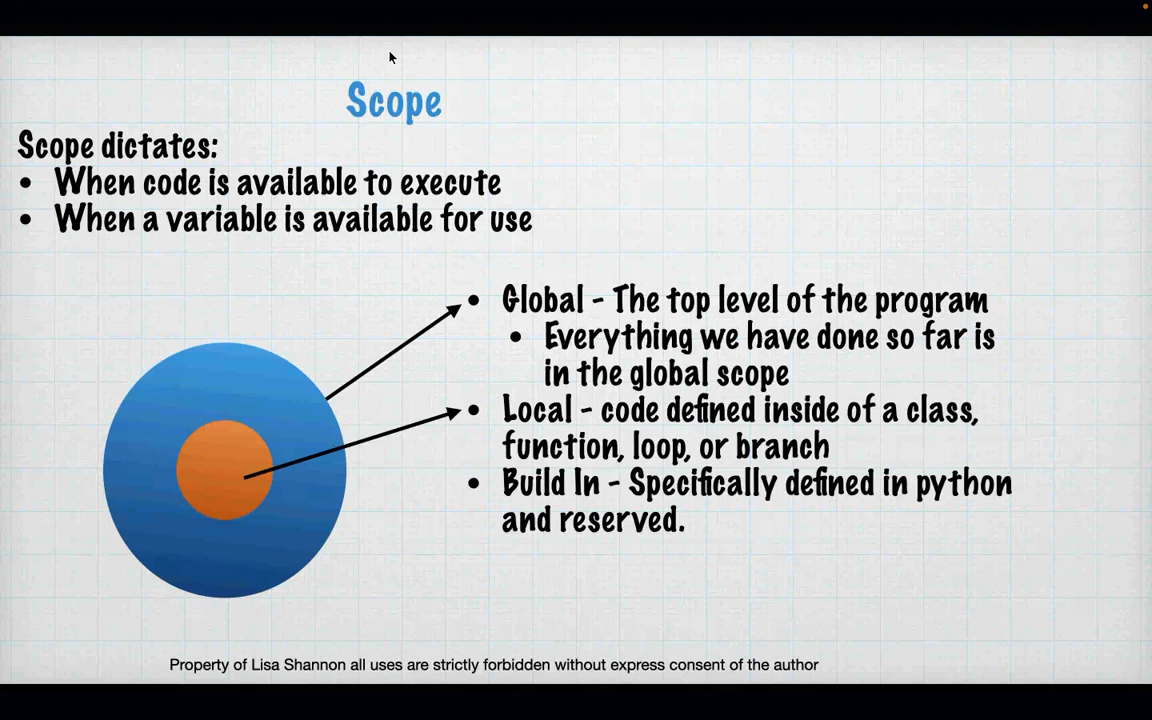 Scope
Scope dictates:
• When code is available to execute
• When a variable is available for use
• Global - The top level of the program
• Everything we have done so far is
in the global scope
• Local - code defined inside of a class,
function, loop, or branch
• Build In - Specifically defined in python
and reserved.
Property of Lisa Shannon all uses are strictly forbidden without express consent of the author